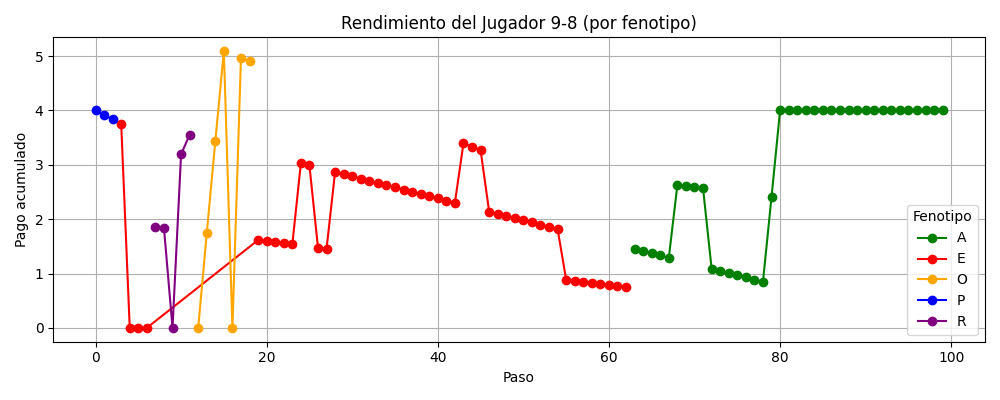 Rendimiento del Jugador 9-8 (por fenotipo)
Pago acumulado
5
4
3
2
1
0
Fenotipo
A
E
O
P
R
0 20 40 60 80 100
Paso